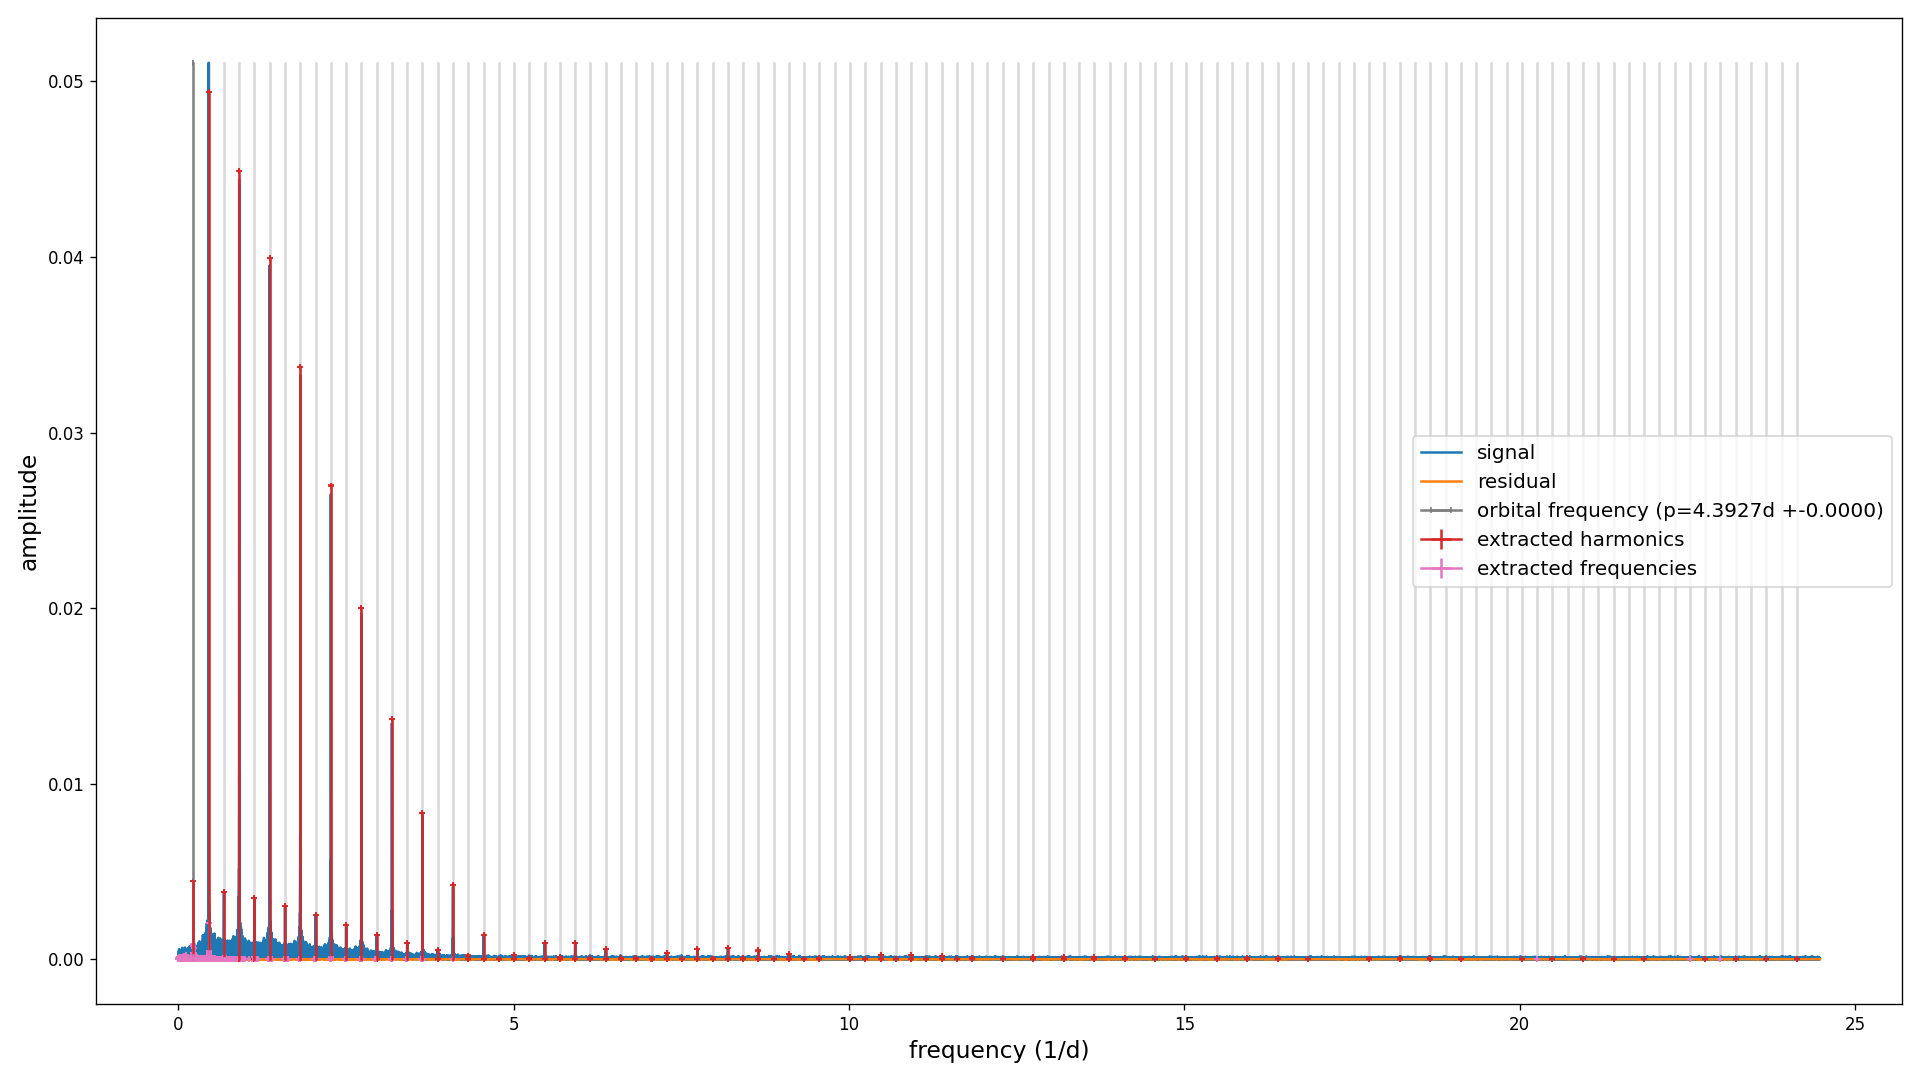 0.05
0.04
0.03
0.02
0.01
0.00
amplitude
0
5
10
15
20
25
frequency (1/d)
signal
residual
orbital frequency (p=4.3927d +-0.0000)
extracted harmonics
extracted frequencies